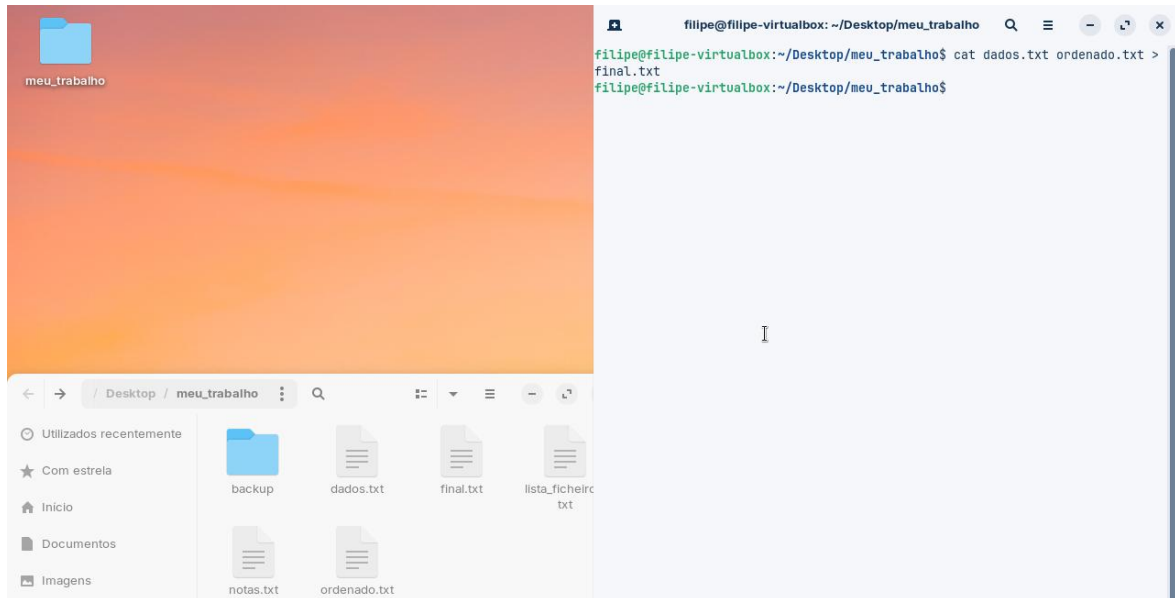 meu_trabalho
filipe@filipe-virtualbox: ~/Desktop/meu_trabalho
filipe@filipe-virtualbox:~/Desktop/meu_trabalho$ cat dados.txt ordenado.txt >
final.txt
filipe@filipe-virtualbox:~/Desktop/meu_trabalho$
/ Desktop / meu_trabalho
Utilizados recentemente
Com estrela
Início
Documentos
Imagens
backup
dados.txt
final.txt
lista_ficheiro
txt
notas.txt
ordenado.txt